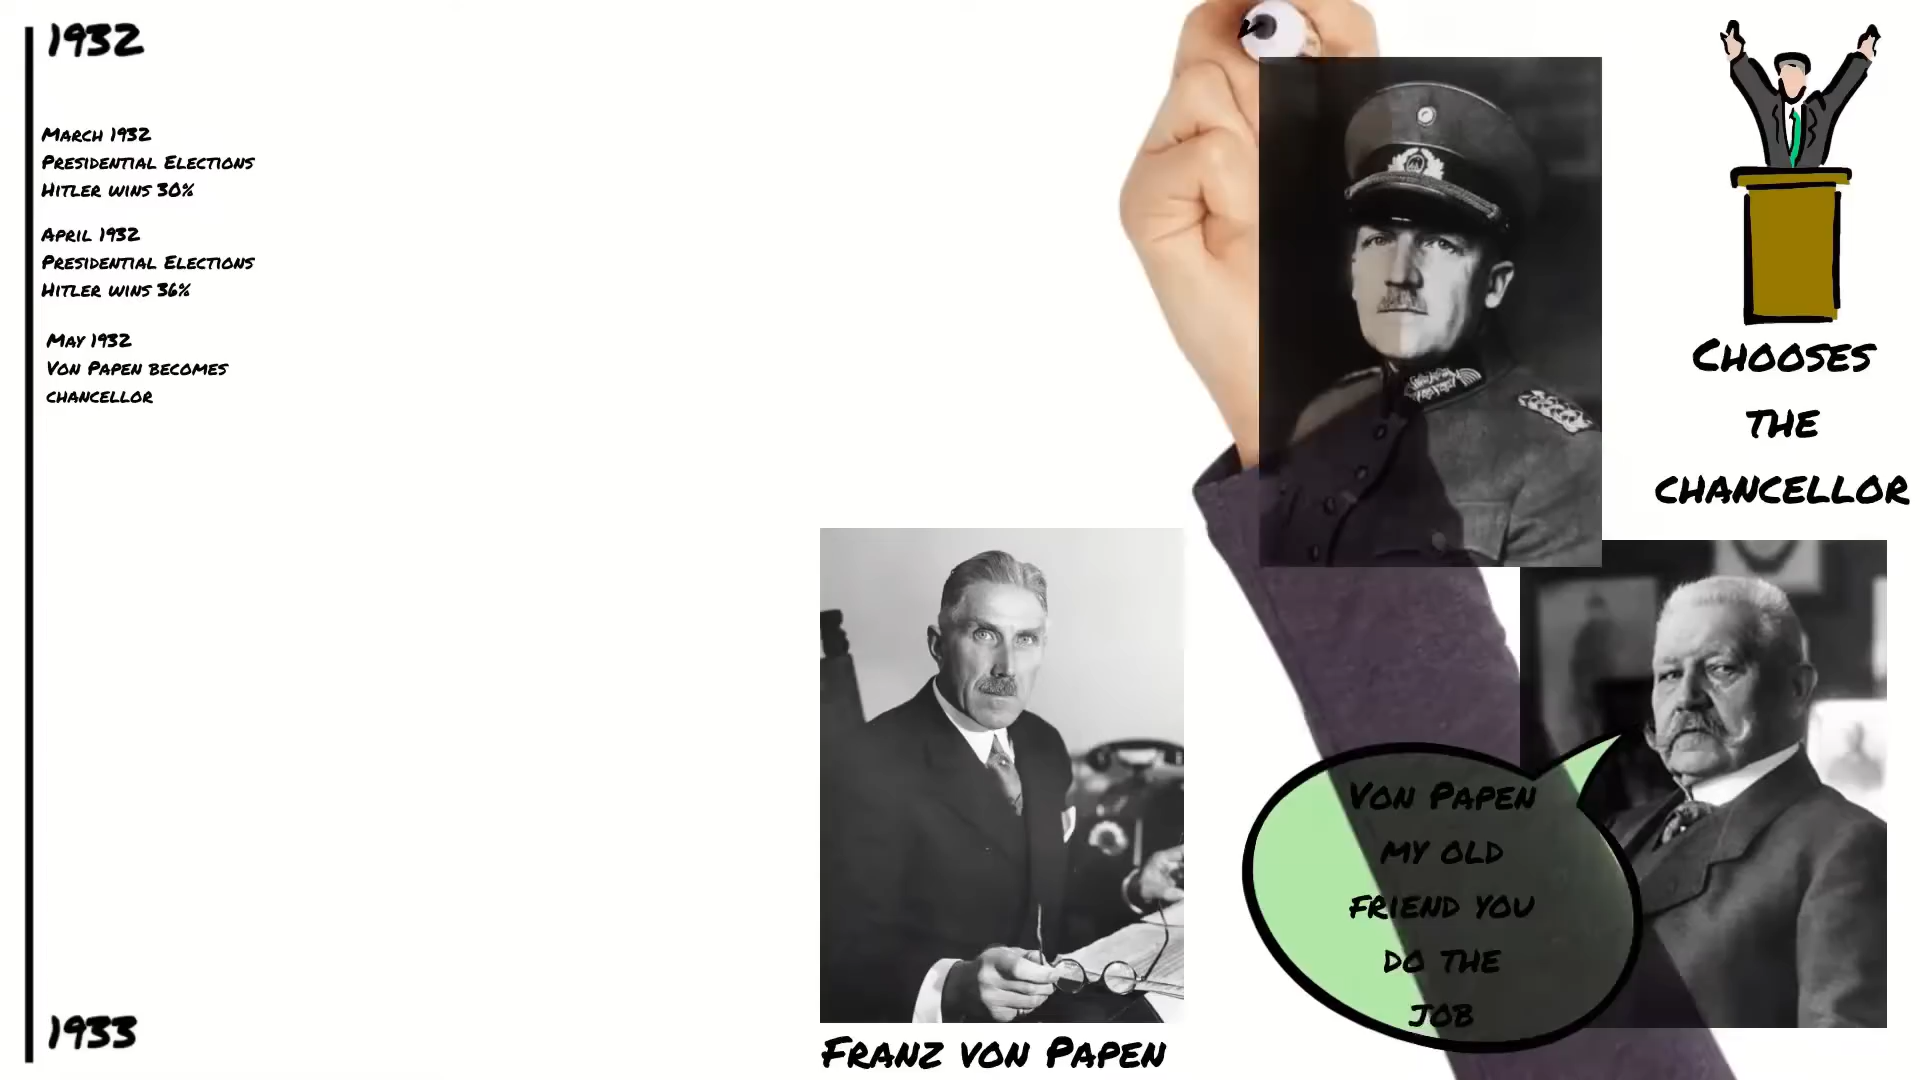 1932
March 1932
Presidential Elections
Hitler wins 30%
April 1932
Presidential Elections
Hitler wins 36%
May 1932
Von Papen becomes
chancellor
1933
Chooses
the
chancellor
Von Papen
my old
friend you
do the
job
Franz von Papen